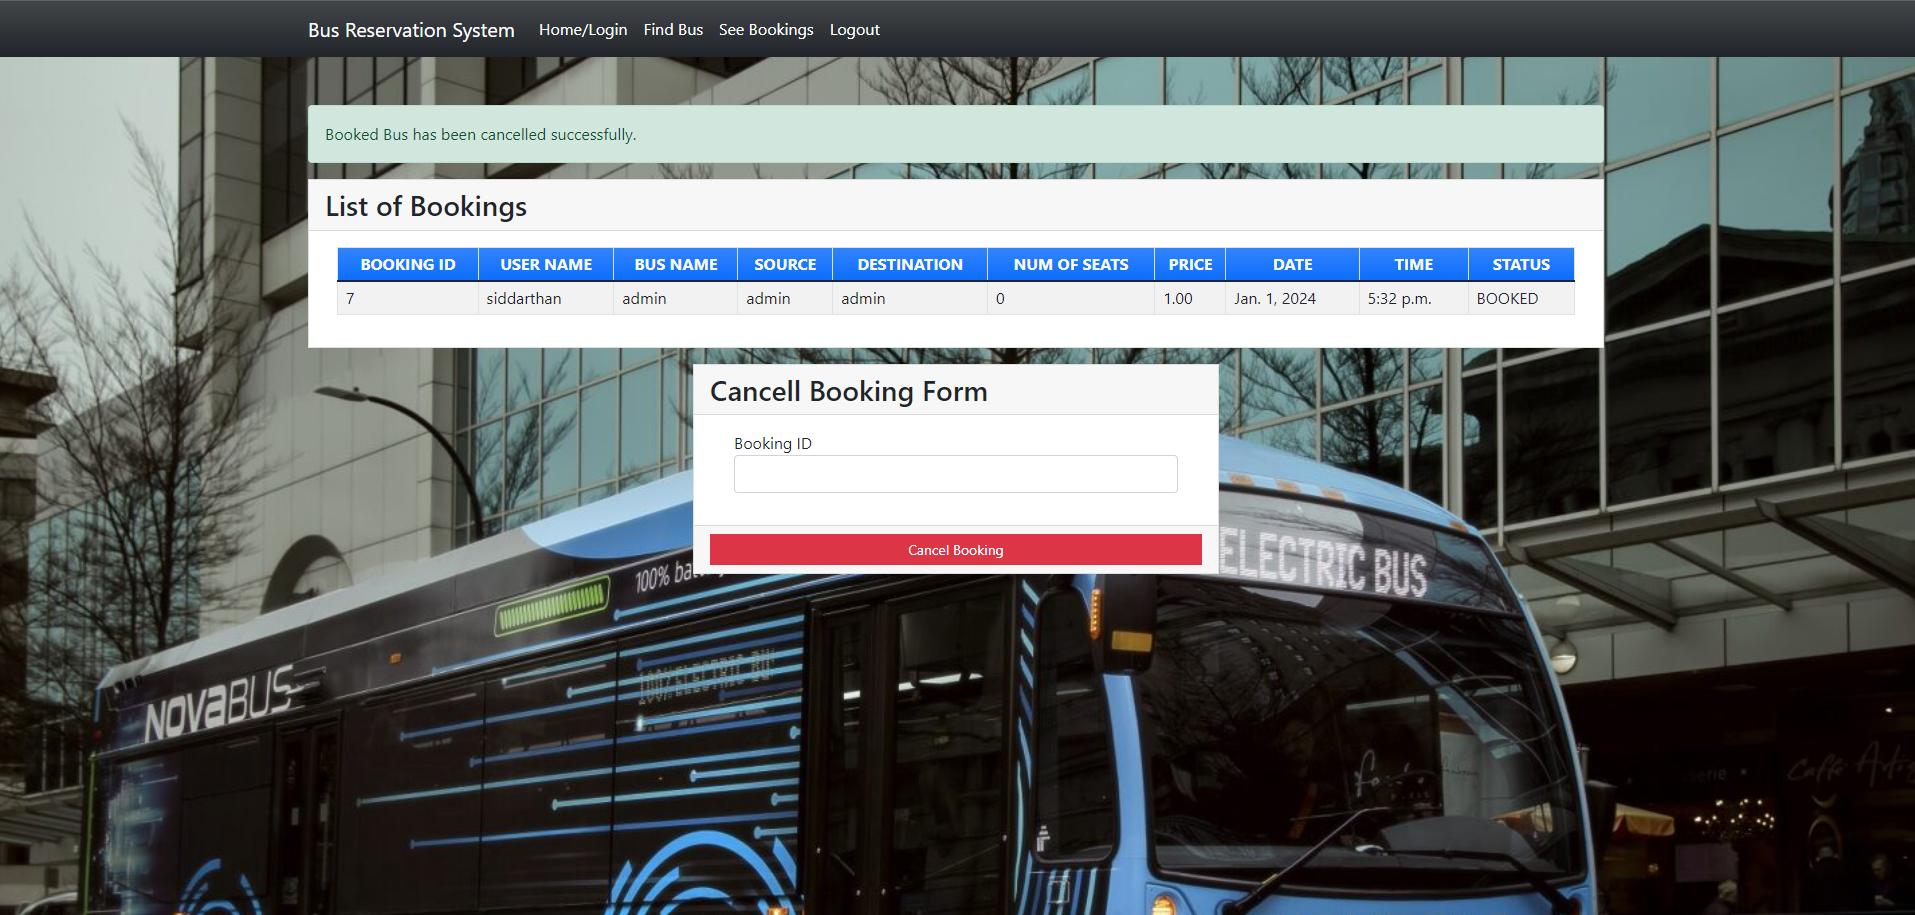 Bus Reservation System Home/Login Find Bus See Bookings Logout
Booked Bus has been cancelled successfully.
List of Bookings
BOOKING ID USER NAME BUS NAME SOURCE DESTINATION NUM OF SEATS PRICE DATE TIME STATUS
7 siddarthan admin admin admin 0 1.00 Jan. 1, 2024 5:32 p.m. BOOKED
Cancell Booking Form
Booking ID
Cancel Booking
ELECTRIC BUS
100%
NOVABUS
100% ELECTRIC BUS
Caffè